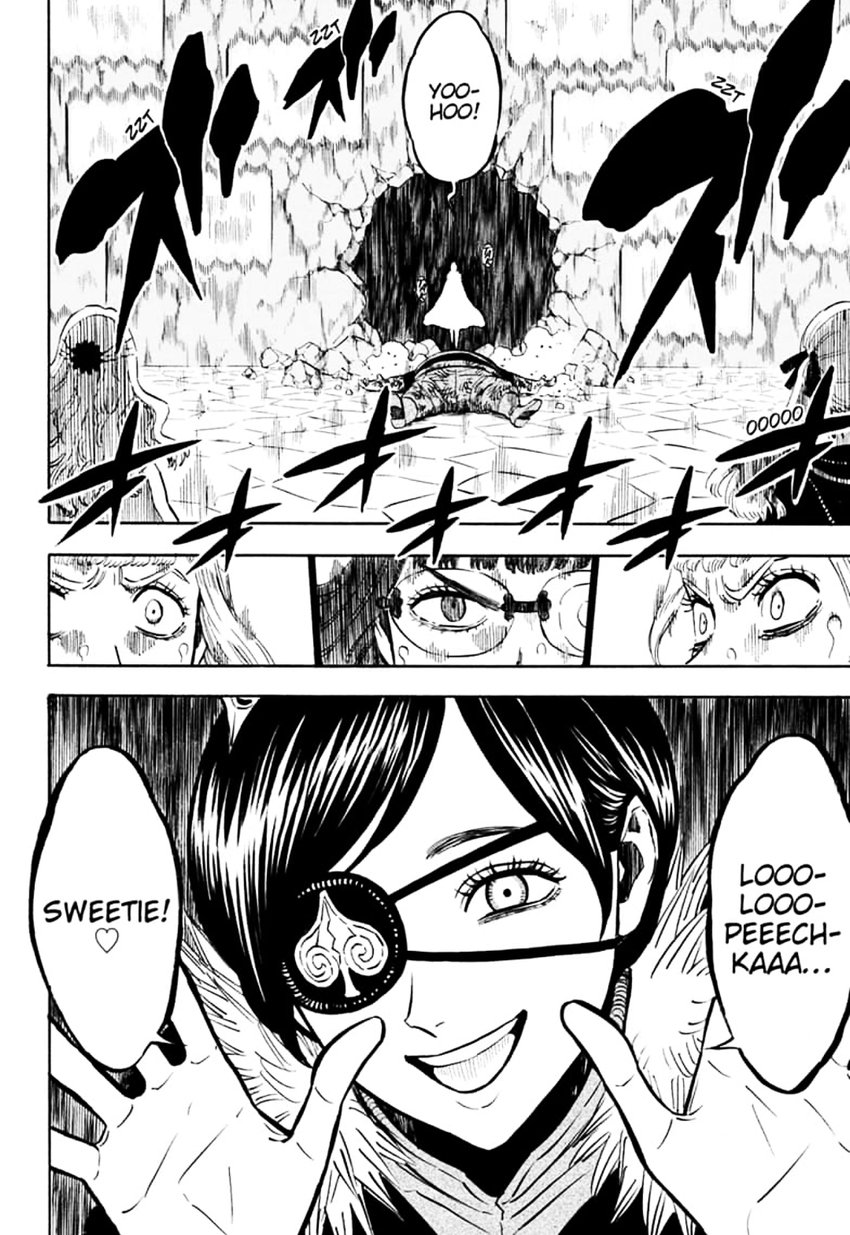 YOO-
HOO!
ZZT
ZZT
ZZT
ズズズ
OOOOO
オオオオオオオ
LOOO-
LOOO-
PEEECH-
KAAA...
SWEETIE!
♡